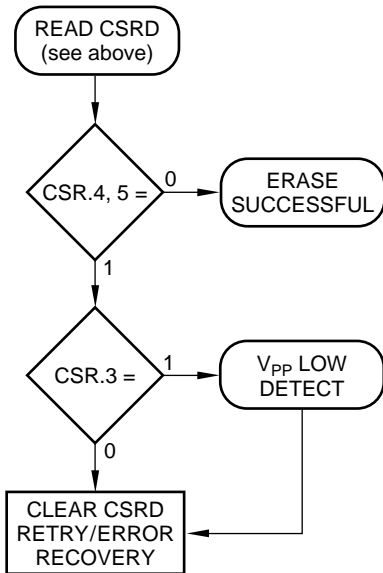 READ CSRD
(see above)
CSR.4, 5 =
0
ERASE
SUCCESSFUL
1
CSR.3 =
1
VPP LOW
DETECT
0
CLEAR CSRD
RETRY/ERROR
RECOVERY